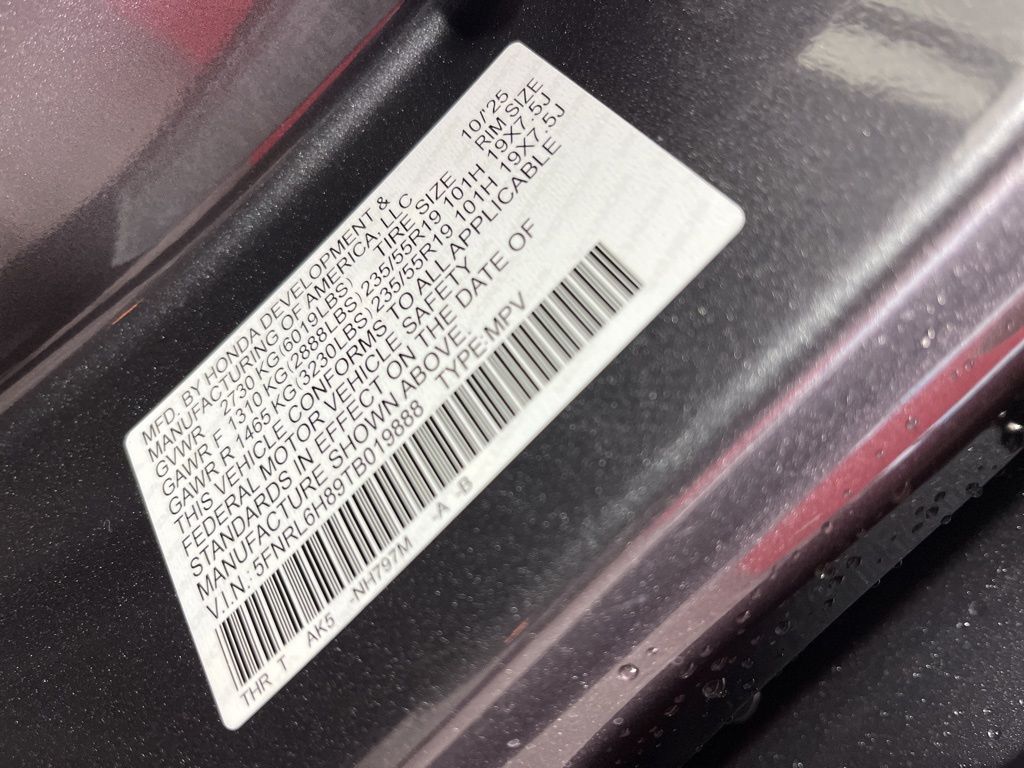 MFD. BY HONDA DEVELOPMENT &
MANUFACTURING OF AMERICA, LLC 10/'25
GVWR 2730 KG (6019LBS) TIRE SIZE RIM SIZE
GAWR F 1310 KG (2888LBS) 235/55R19 101H 19X7.5J
GAWR R 1465 KG (3230LBS) 235/55R19 101H 19X7.5J
THIS VEHICLE CONFORMS TO ALL APPLICABLE
FEDERAL MOTOR VEHICLE SAFETY
STANDARDS IN EFFECT ON THE DATE OF
MANUFACTURE SHOWN ABOVE.
V.I.N.: 5FNRL6H89TB019888 TYPE: MPV
THR T AK5 -NH797M -A -B